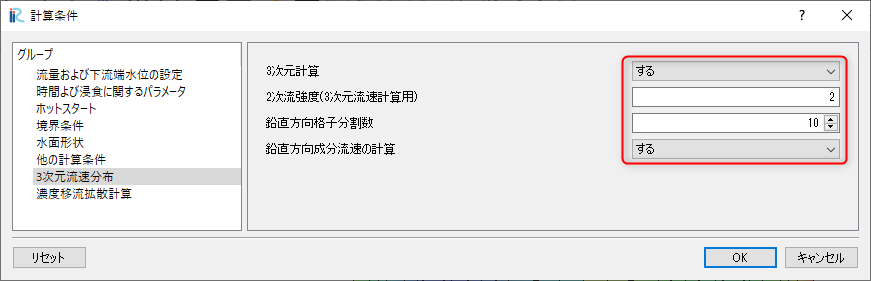 計算条件
?
グループ
流量および下流端水位の設定
時間よび浸食に関するパラメータ
ホットスタート
境界条件
水面形状
他の計算条件
3次元流速分布
濃度移流拡散計算
3次元計算
する
2次流強度(3次元流速計算用)
2
鉛直方向格子分割数
10
鉛直方向成分流速の計算
する
リセット
OK
キャンセル